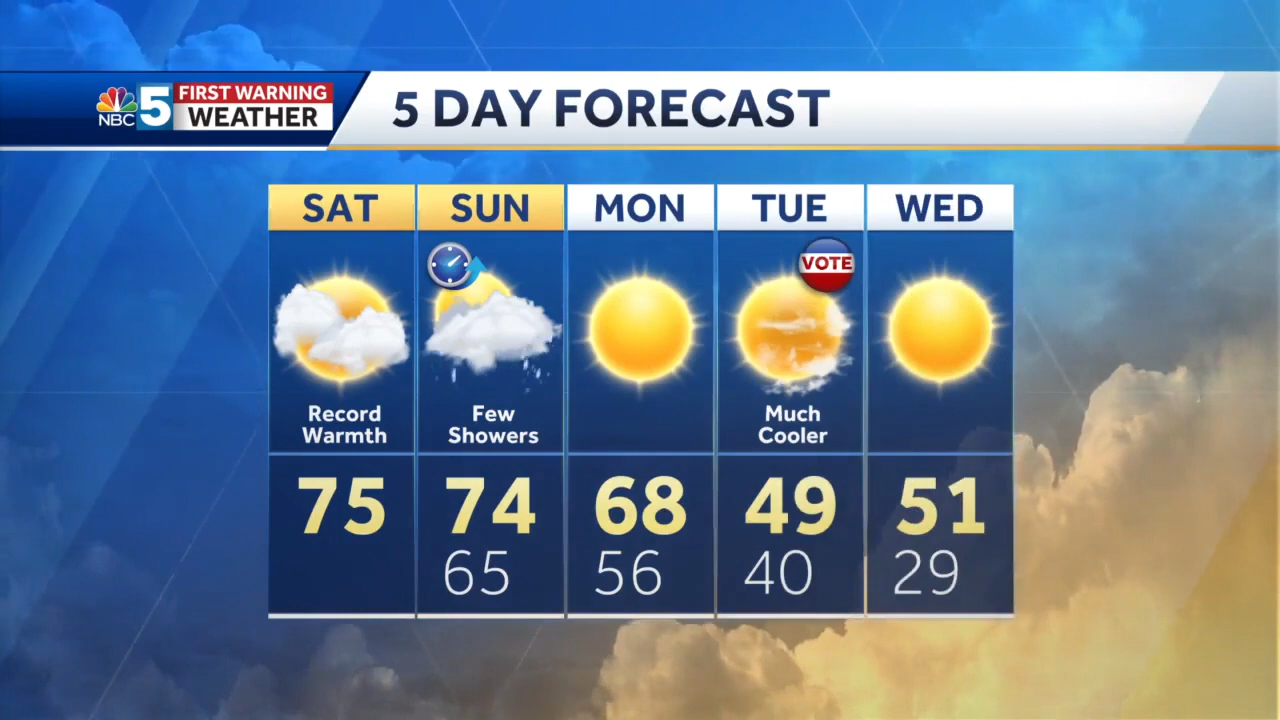 NBC 5 FIRST WARNING
WEATHER
5 DAY FORECAST
SAT SUN MON TUE WED
VOTE
Record Warmth
Few Showers
Much Cooler
75 74 68 49 51
65 56 40 29